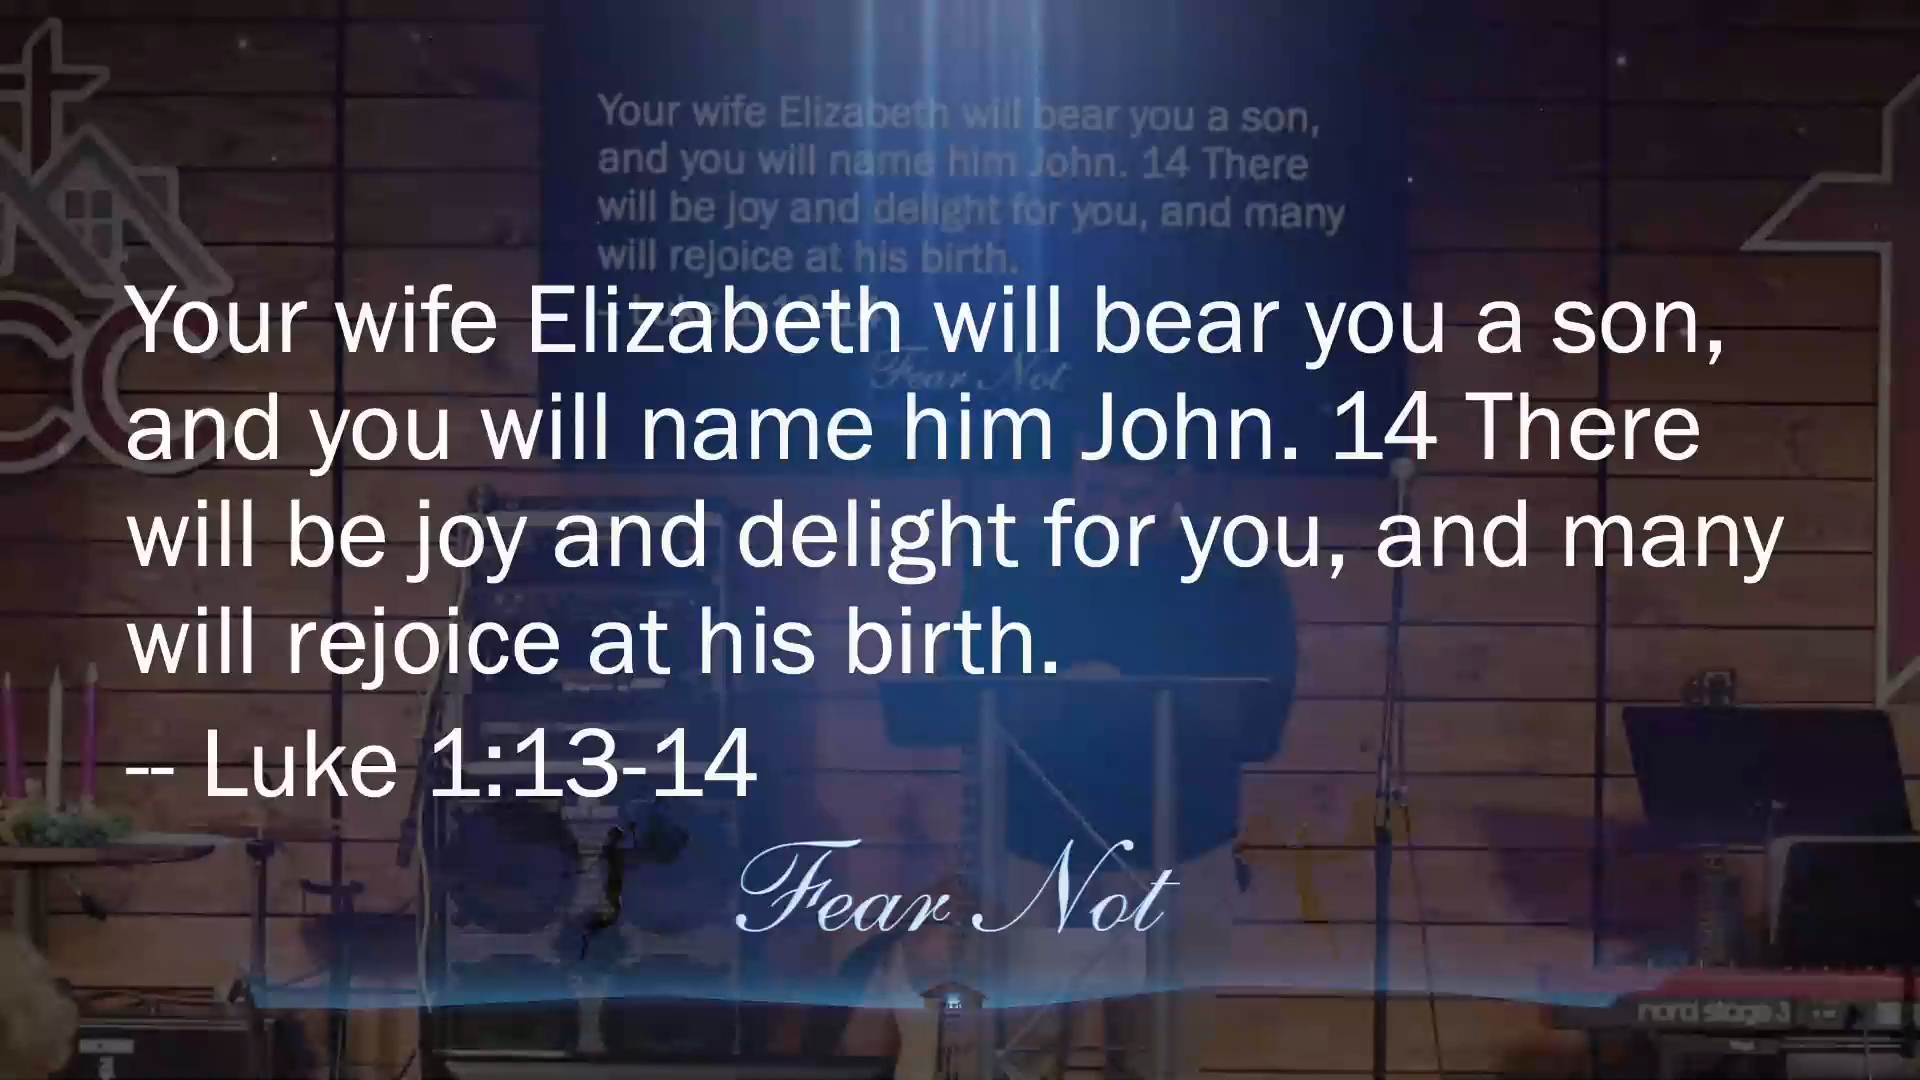 Your wife Elizabeth will bear you a son,
and you will name him John. 14 There
will be joy and delight for you, and many
will rejoice at his birth.
Fear Not
Your wife Elizabeth will bear you a son,
and you will name him John. 14 There
will be joy and delight for you, and many
will rejoice at his birth.
-- Luke 1:13-14
Fear Not
CC
nord stage 3